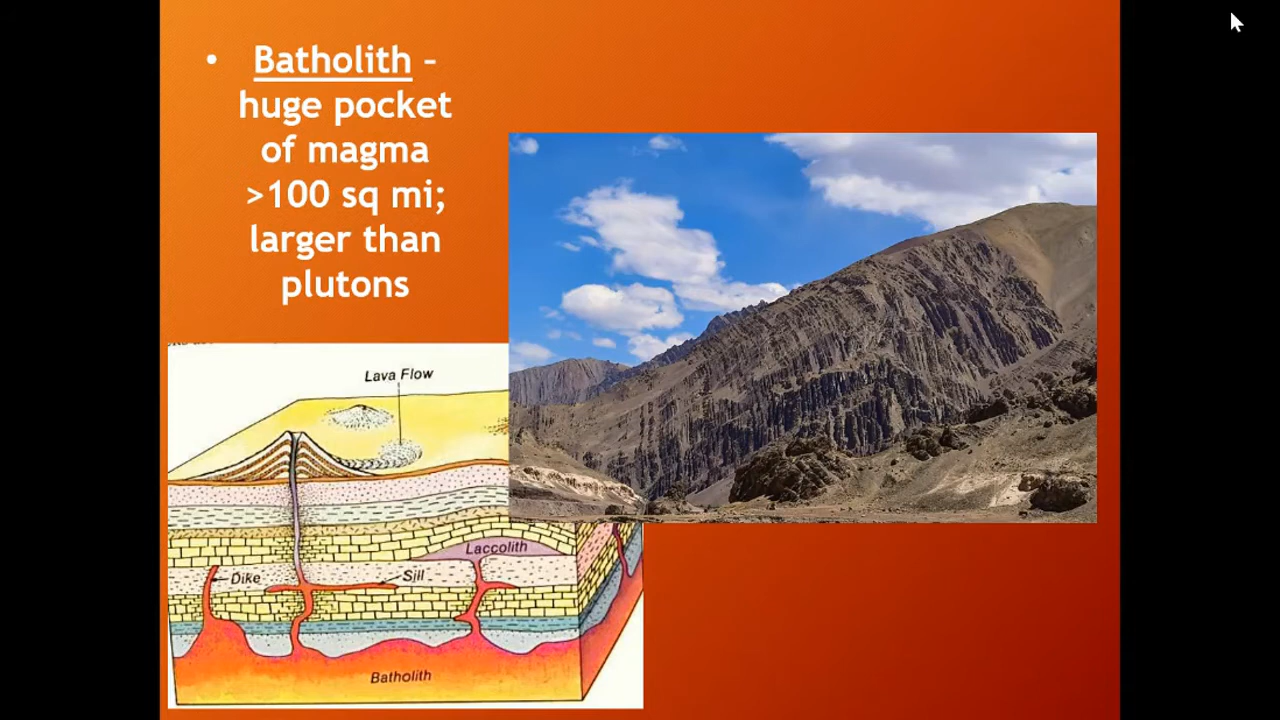 • Batholith –
huge pocket
of magma
>100 sq mi;
larger than
plutons
Lava Flow
Laccolith
Dike
Sill
Batholith